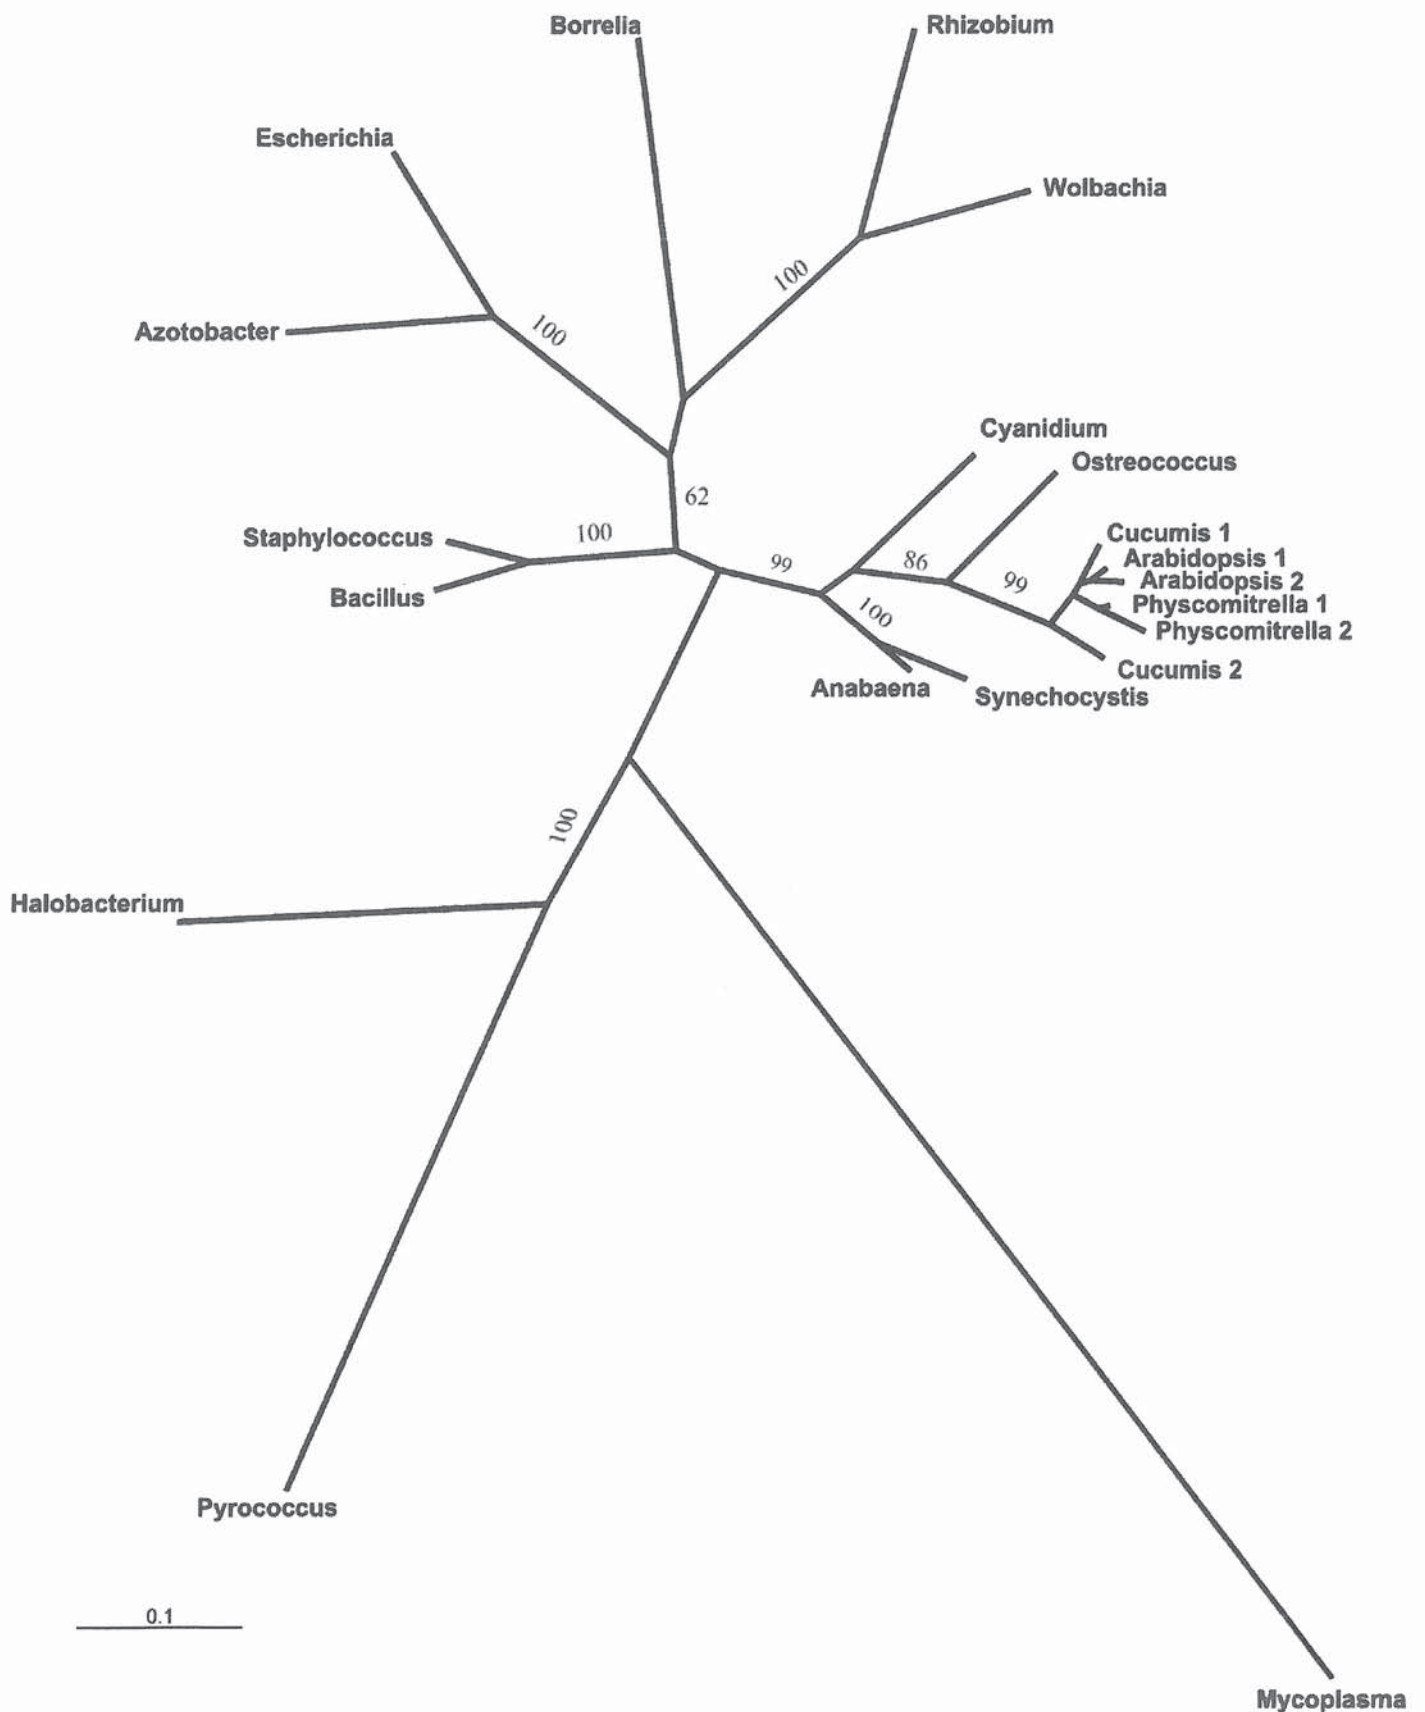 Borrelia
Rhizobium
Escherichia
Wolbachia
100
Azotobacter
100
Cyanidium
Ostreococcus
62
Staphylococcus
100
Cucumis 1
Arabidopsis 1
99
86
99
Arabidopsis 2
Bacillus
Physcomitrella 1
100
Physcomitrella 2
Cucumis 2
Anabaena
Synechocystis
100
Halobacterium
Pyrococcus
0.1
Mycoplasma